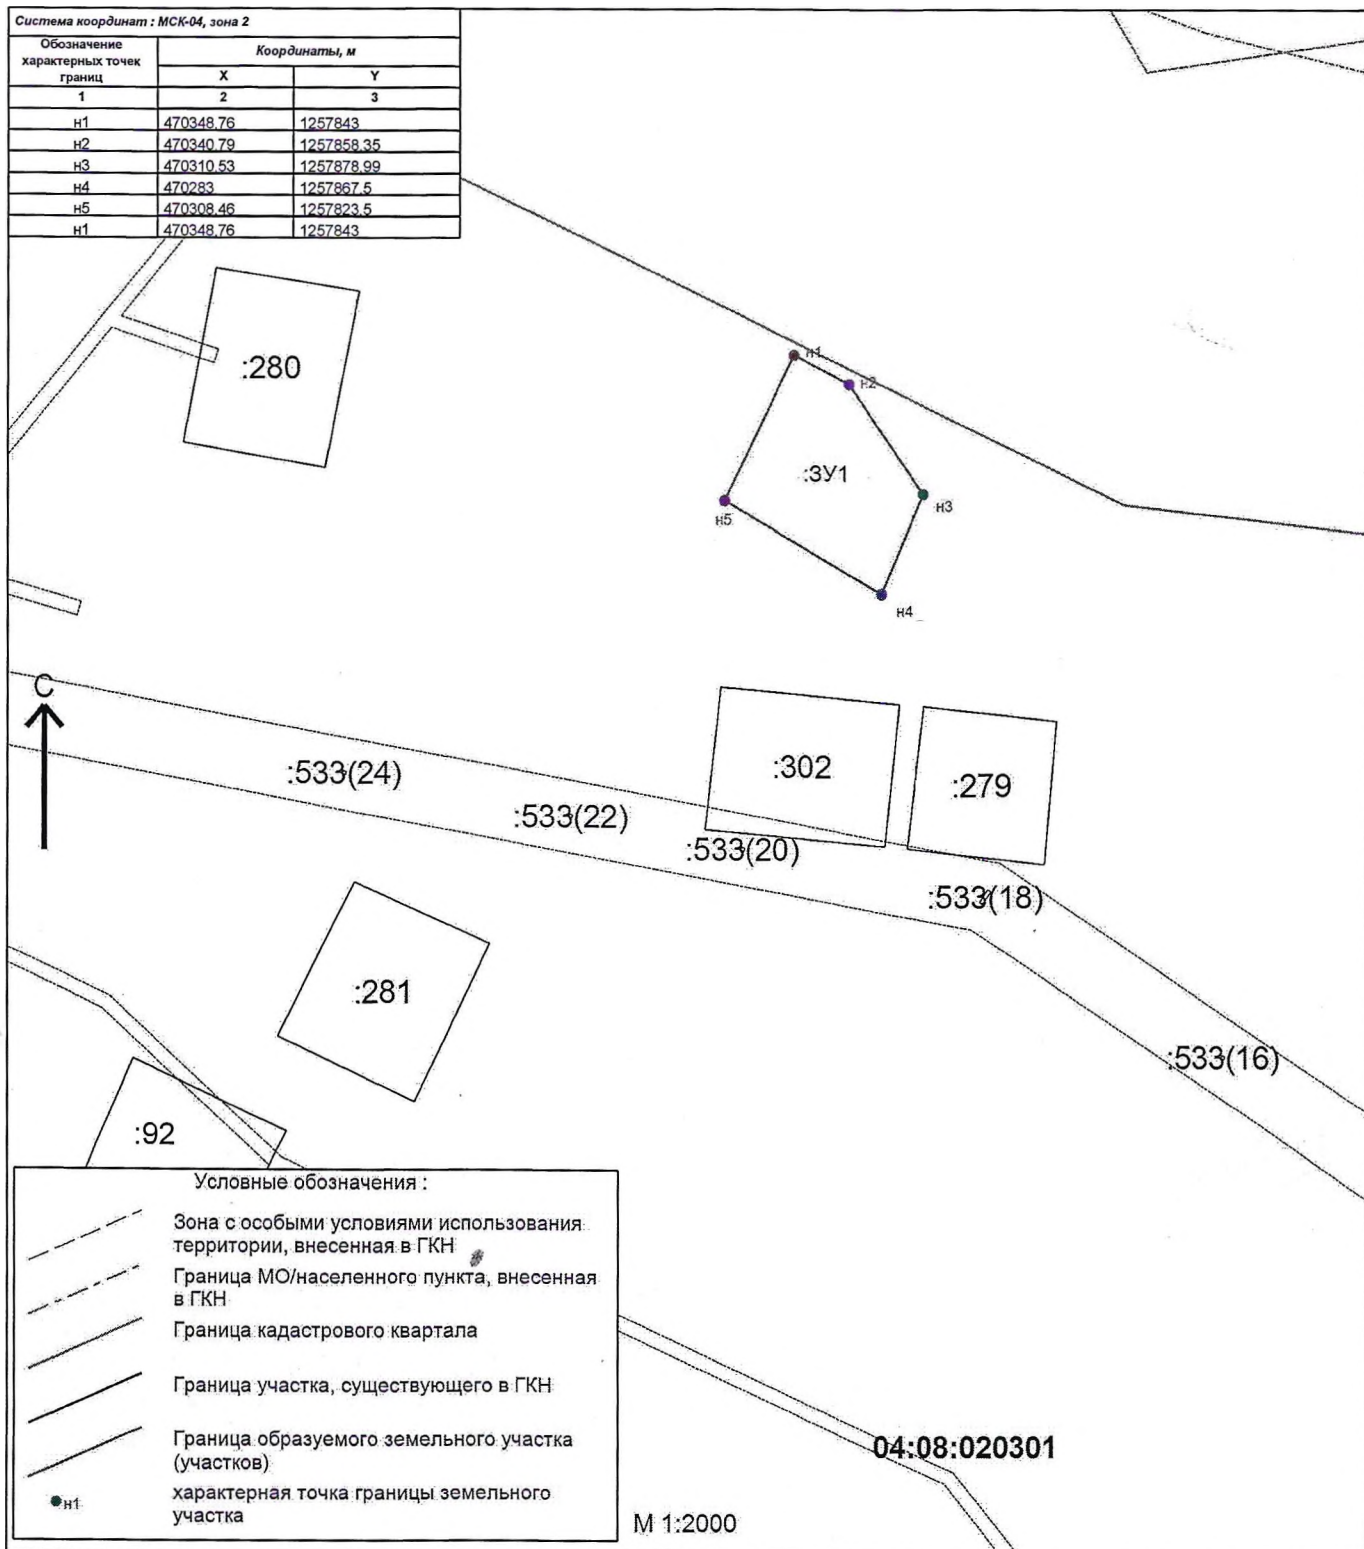 Система координат : МСК-04, зона 2
Обозначение характерных точек границ
Координаты, м
X Y
1 2 3
н1 470348.76 1257843
н2 470340.79 1257858.35
н3 470310.53 1257878.99
н4 470283 1257867.5
н5 470308.46 1257823.5
н1 470348.76 1257843
:280
н1
н2
:ЗУ1
н3
н5
н4
С
:302
:533(24)
:279
:533(22)
:533(20)
:533(18)
:281
:533(16)
:92
Условные обозначения :
Зона с особыми условиями использования
территории, внесенная в ГКН
Граница МО/населенного пункта, внесенная
в ГКН
Граница кадастрового квартала
Граница участка, существующего в ГКН
Граница образуемого земельного участка
(участков)
н1
характерная точка границы земельного
участка
04:08:020301
М 1:2000